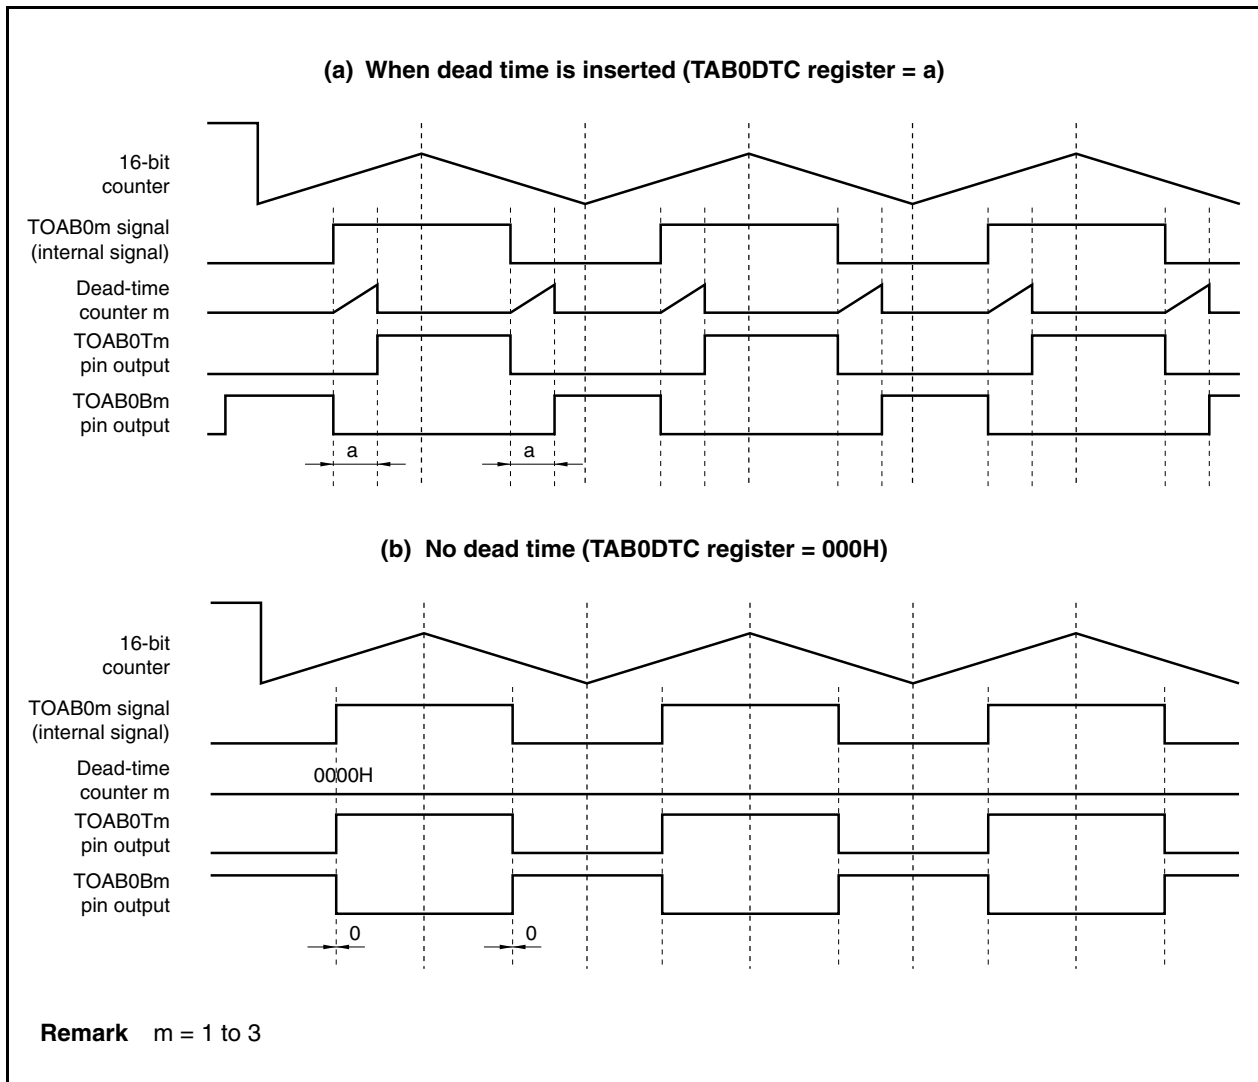 (a) When dead time is inserted (TAB0DTC register = a)
16-bit
counter
TOAB0m signal
(internal signal)
Dead-time
counter m
TOAB0Tm
pin output
TOAB0Bm
pin output
a
a
(b) No dead time (TAB0DTC register = 000H)
16-bit
counter
TOAB0m signal
(internal signal)
Dead-time
counter m
0000H
TOAB0Tm
pin output
TOAB0Bm
pin output
0
0
Remark m = 1 to 3